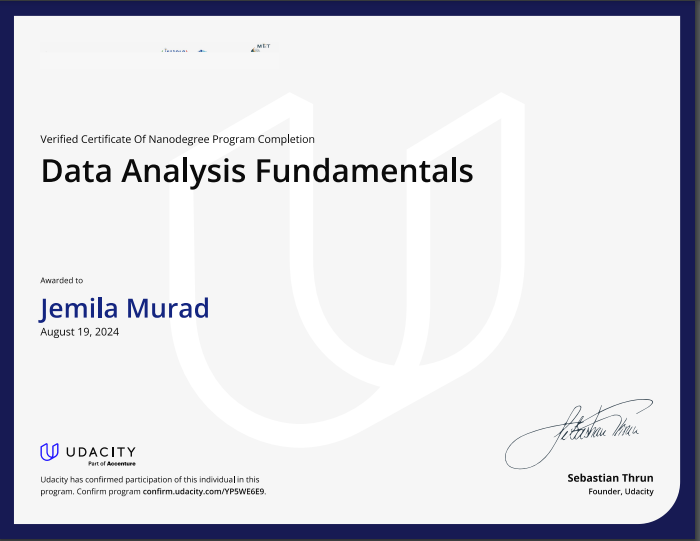 MET
Verified Certificate Of Nanodegree Program Completion
Data Analysis Fundamentals
Awarded to
Jemila Murad
August 19, 2024
UDACITY
Part of Accenture
Udacity has confirmed participation of this individual in this
program. Confirm program confirm.udacity.com/YP5WE6E9.
Sebastian Thrun
Sebastian Thrun
Founder, Udacity